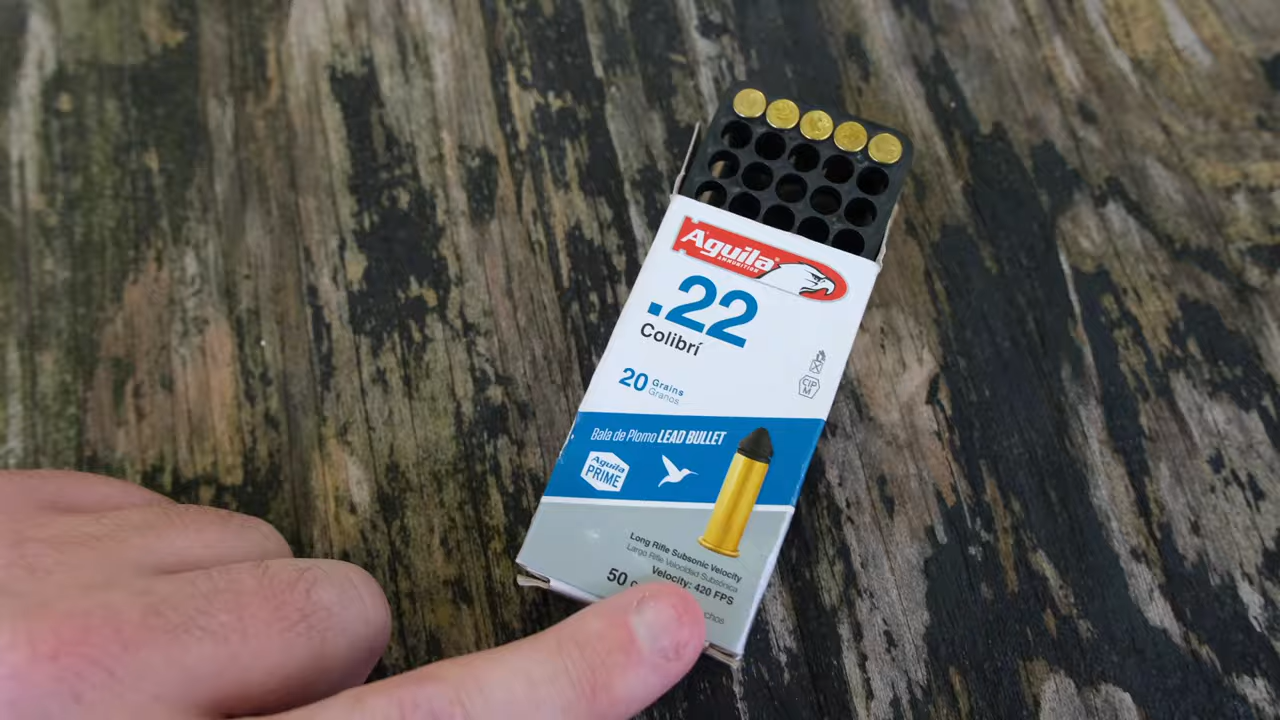 Aguila®
AMMUNITION
.22
Colibrí
20 Grains
Granos
CIP
M
Bala de Plomo LEAD BULLET
Aguila
PRIME
Long Rifle Subsonic Velocity
Largo Rifle Velocidad Subsónica
Velocity: 420 FPS
50